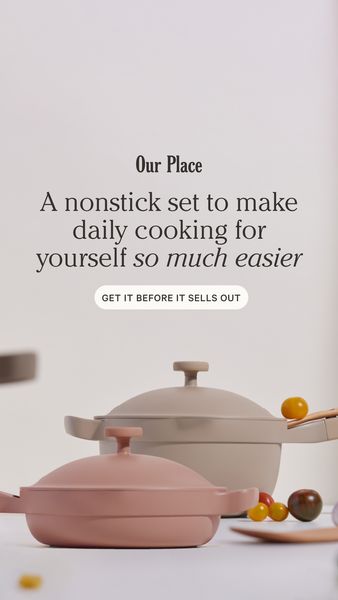 Our Place
A nonstick set to make
daily cooking for
yourself so much easier
GET IT BEFORE IT SELLS OUT